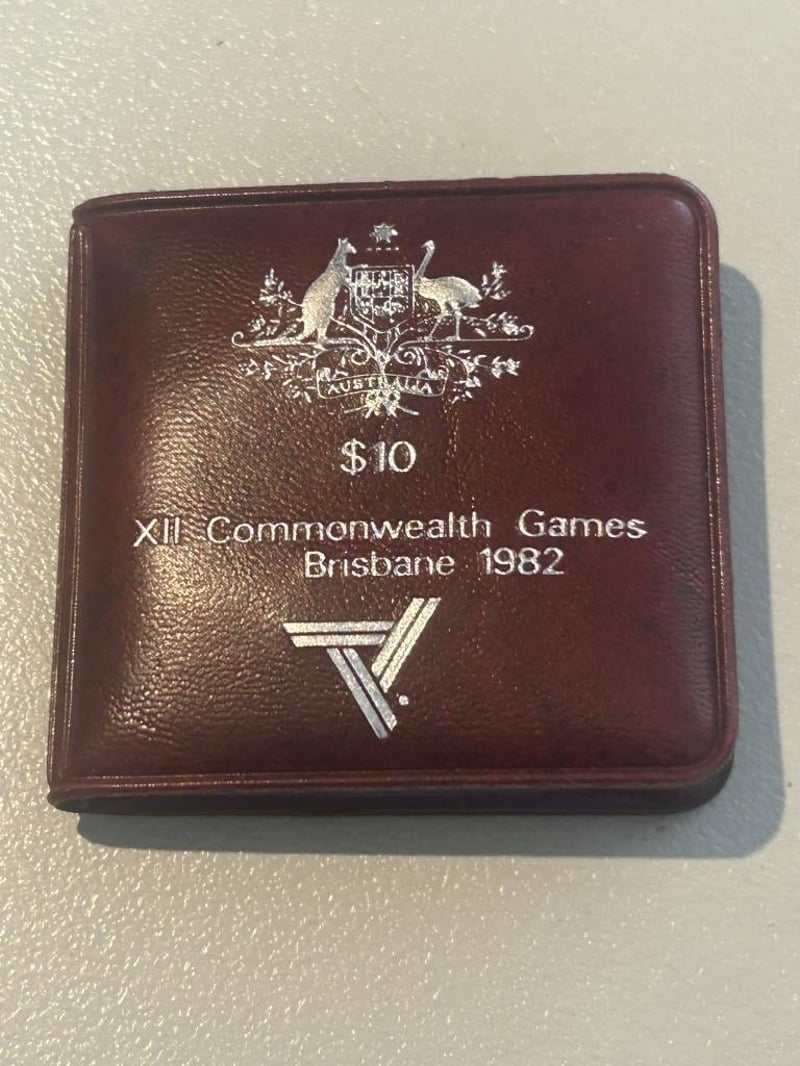 AUSTRALIA
$10
XII Commonwealth Games
Brisbane 1982